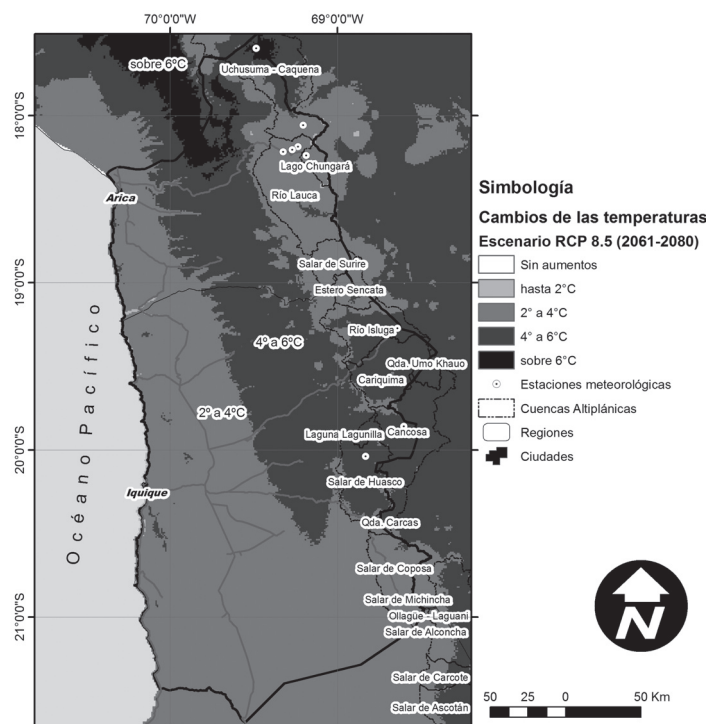 70°0'0"W
69°0'0"W
18°0'0"S
19°0'0"S
20°0'0"S
21°0'0"S
sobre 6ºC
Uchusuma - Caquena
Lago Chungará
Arica
Río Lauca
Salar de Surire
Estero Sencata
Río Isluga
4º a 6ºC
Qda. Umo Khauo
Cariquima
2º a 4ºC
Laguna Lagunilla
Cancosa
Salar de Huasco
Iquique
Océano Pacífico
Qda. Carcas
Salar de Coposa
Salar de Michincha
Ollagüe - Laguani
Salar de Alconcha
Salar de Carcote
Salar de Ascotán
Simbología
Cambios de las temperaturas
Escenario RCP 8.5 (2061-2080)
Sin aumentos
hasta 2°C
2° a 4°C
4° a 6°C
sobre 6°C
Estaciones meteorológicas
Cuencas Altiplánicas
Regiones
Ciudades
N
50 25 0 50 Km